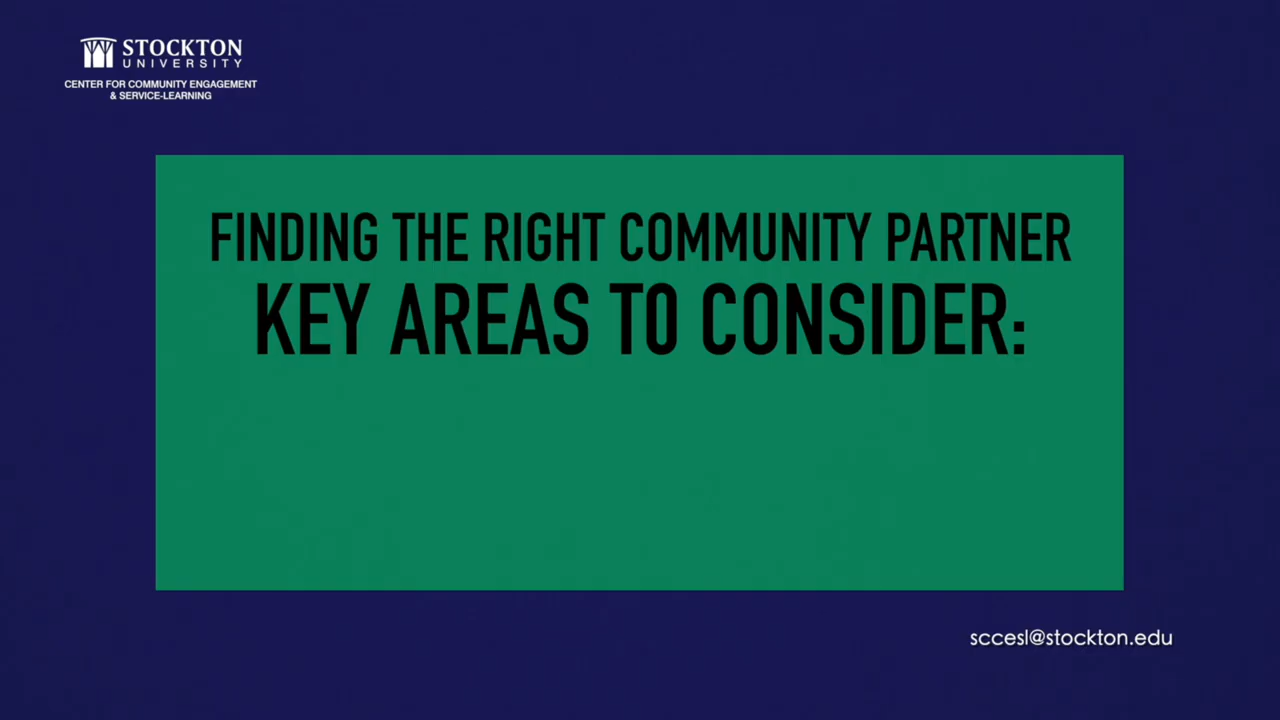 STOCKTON
UNIVERSITY
CENTER FOR COMMUNITY ENGAGEMENT
& SERVICE-LEARNING
FINDING THE RIGHT COMMUNITY PARTNER
KEY AREAS TO CONSIDER:
sccesl@stockton.edu